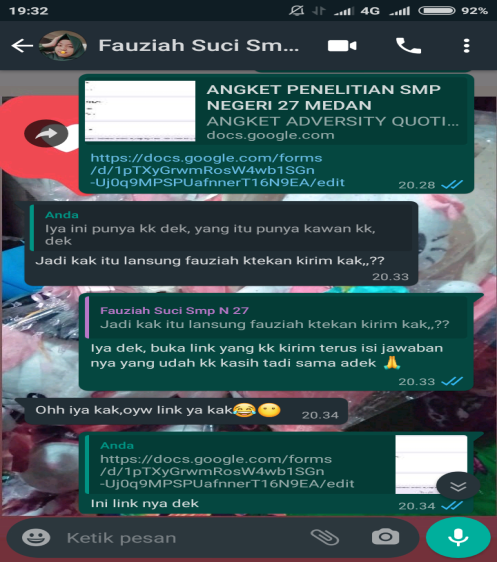 19:32
4G
92%
Fauziah Suci Sm...
ANGKET PENELITIAN SMP
NEGERI 27 MEDAN
ANGKET ADVERSITY QUOTI...
docs.google.com
https://docs.google.com/forms
/d/1pTXyGrwmRosW4wb1SGn
-Uj0q9MPSPUafnnerT16N9EA/edit
20.28
Anda
Iya ini punya kk dek, yang itu punya kawan kk,
dek
Jadi kak itu lansung fauziah ktekan kirim kak,,??
20.33
Fauziah Suci Smp N 27
Jadi kak itu lansung fauziah ktekan kirim kak,,??
Iya dek, buka link yang kk kirim terus isi jawaban
nya yang udah kk kasih tadi sama adek 🙏
20.33
Ohh iya kak,oyw link ya kak😂😶
20.34
Anda
https://docs.google.com/forms
/d/1pTXyGrwmRosW4wb1SGn
-Uj0q9MPSPUafnnerT16N9EA/edit
Ini link nya dek
20.34
Ketik pesan